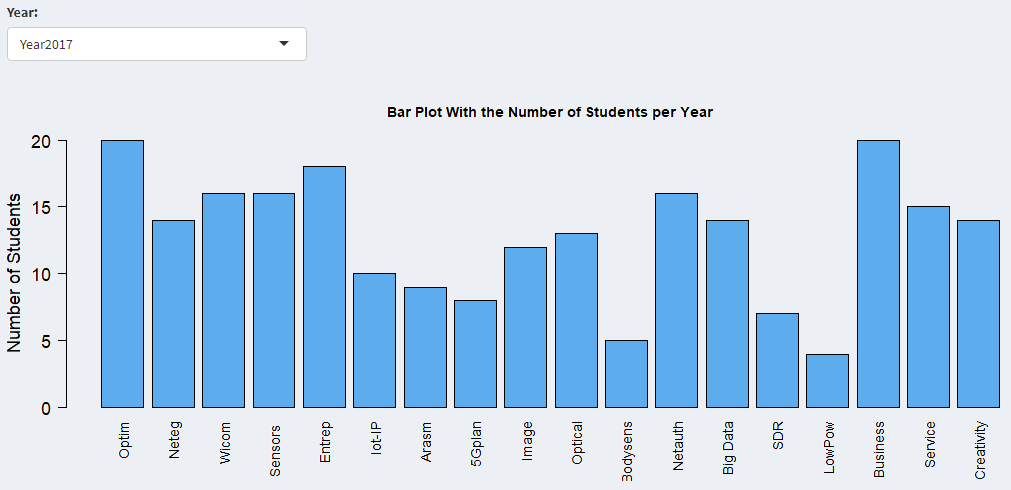 Year:
Year2017
Bar Plot With the Number of Students per Year
Number of Students
20
15
10
5
0
Optim
Neteg
Wicom
Sensors
Entrep
Iot-IP
Arasm
5Gplan
Image
Optical
Bodysens
Netauth
Big Data
SDR
LowPow
Business
Service
Creativity